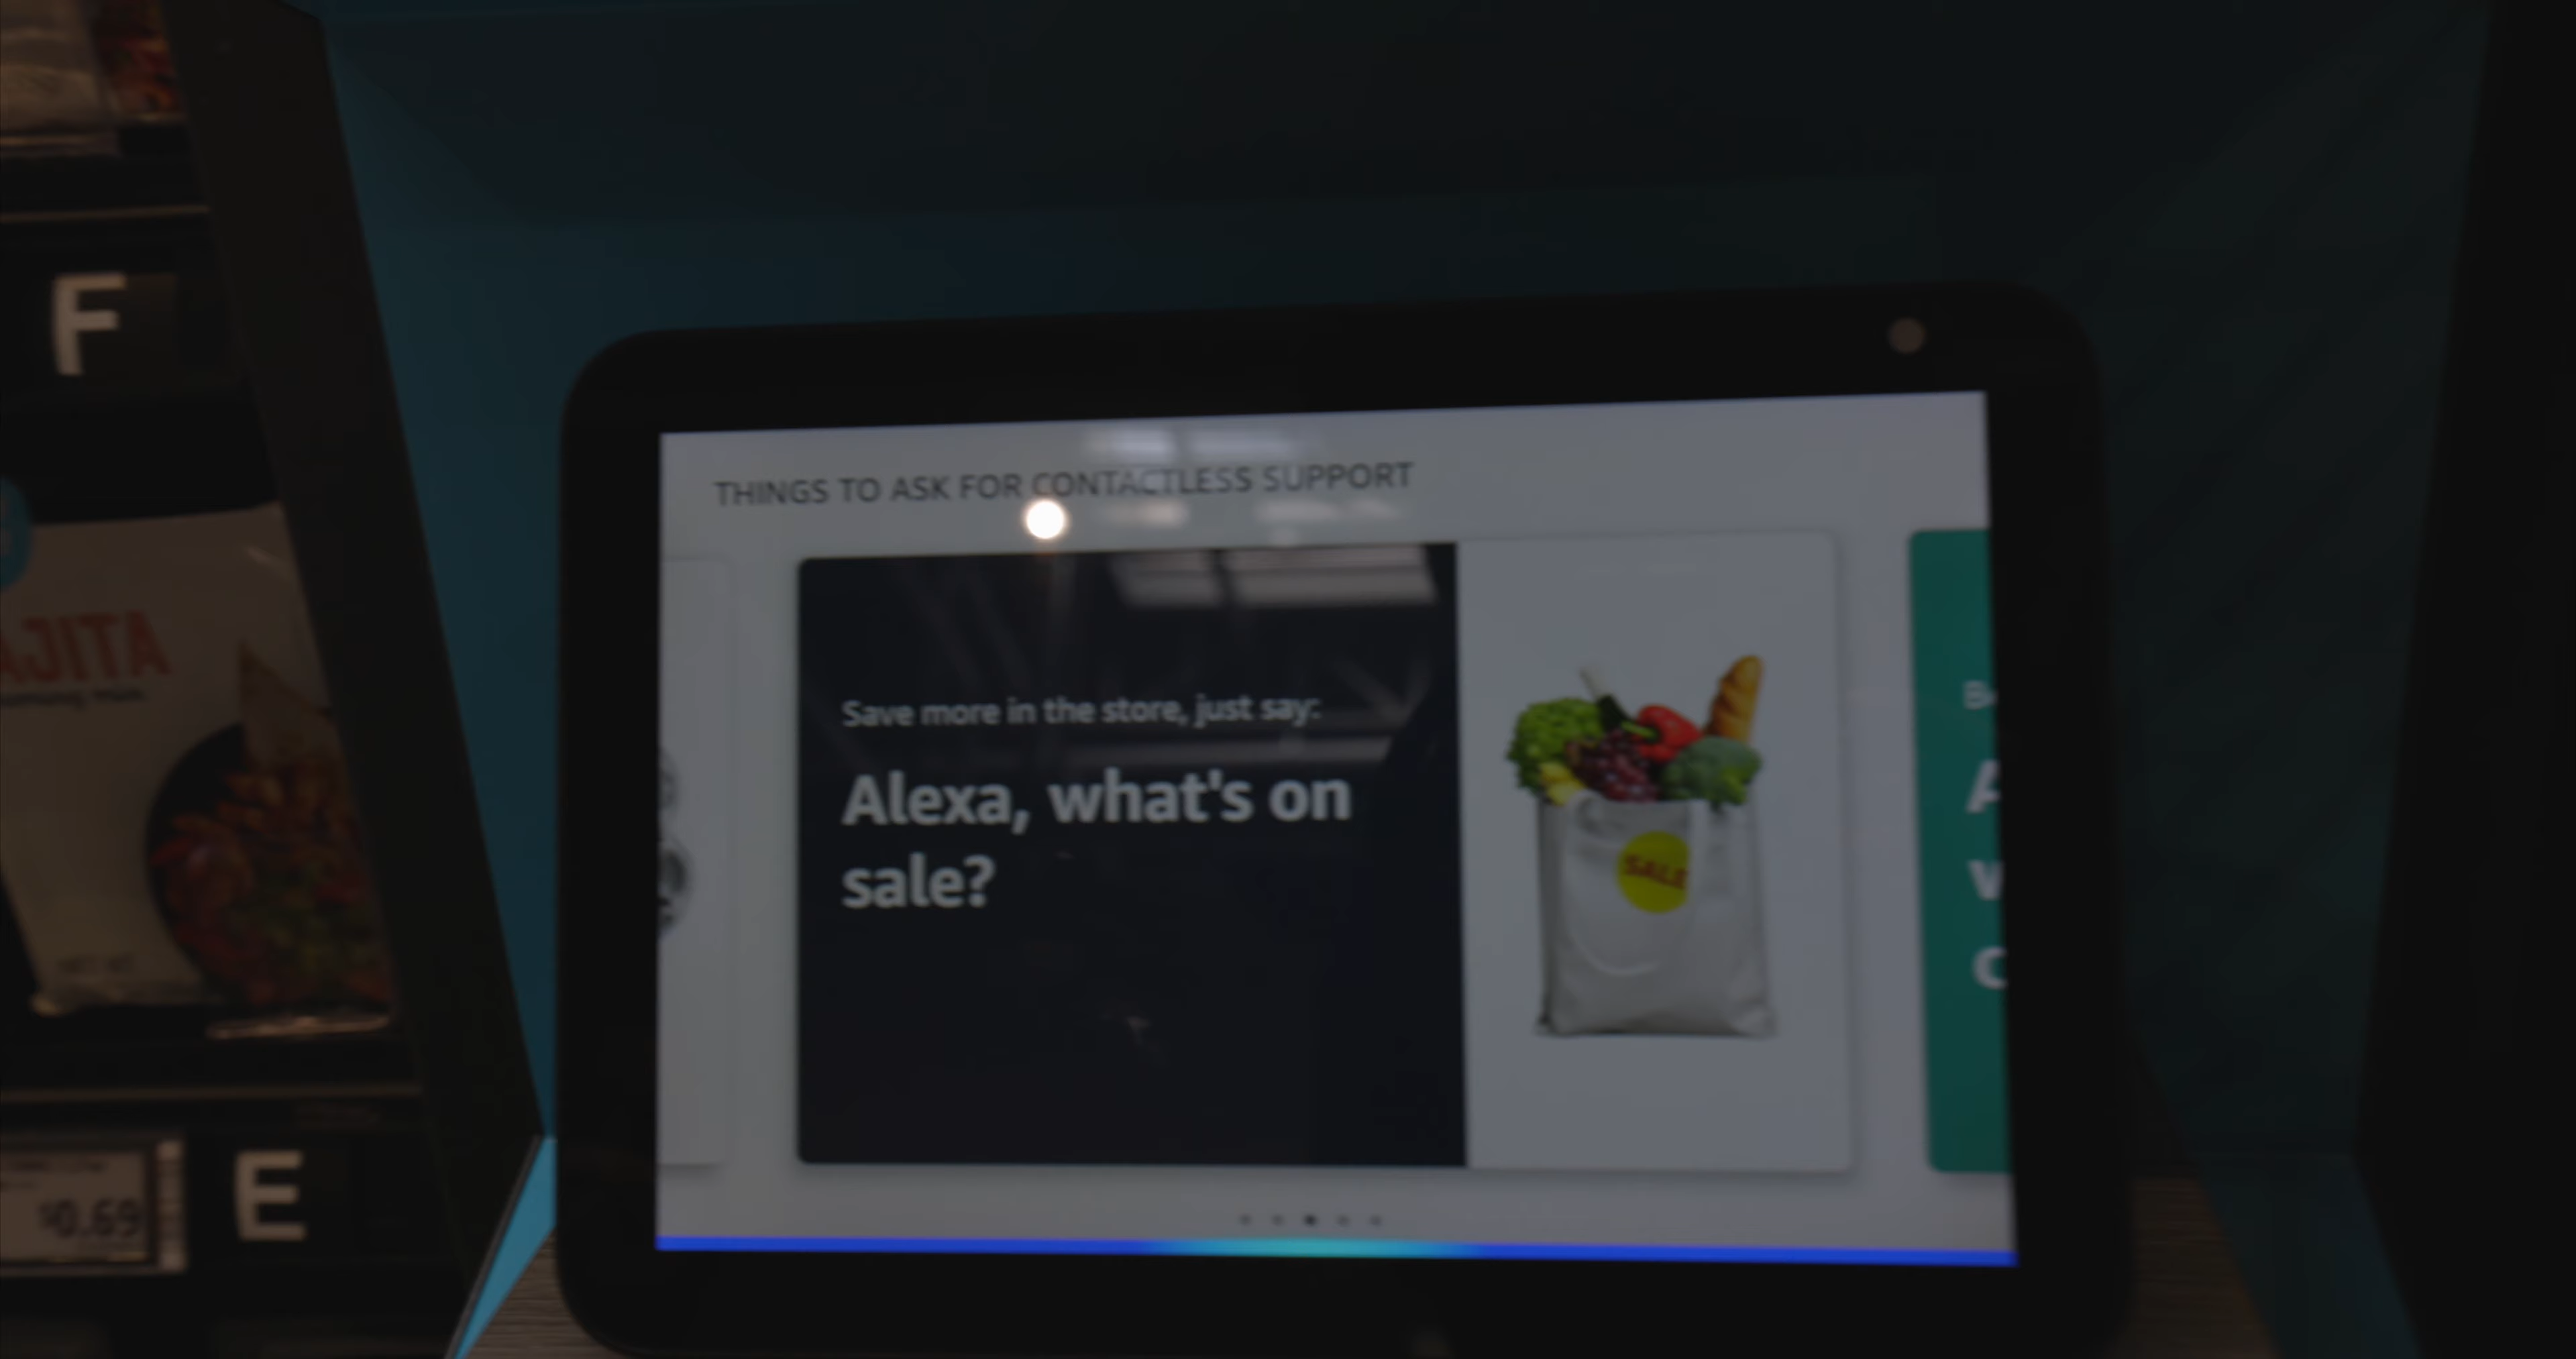 F
AJITA
THINGS TO ASK FOR CONTACTLESS SUPPORT
Save more in the store, just say:
Alexa, what's on
sale?
SALE
$0.69
E